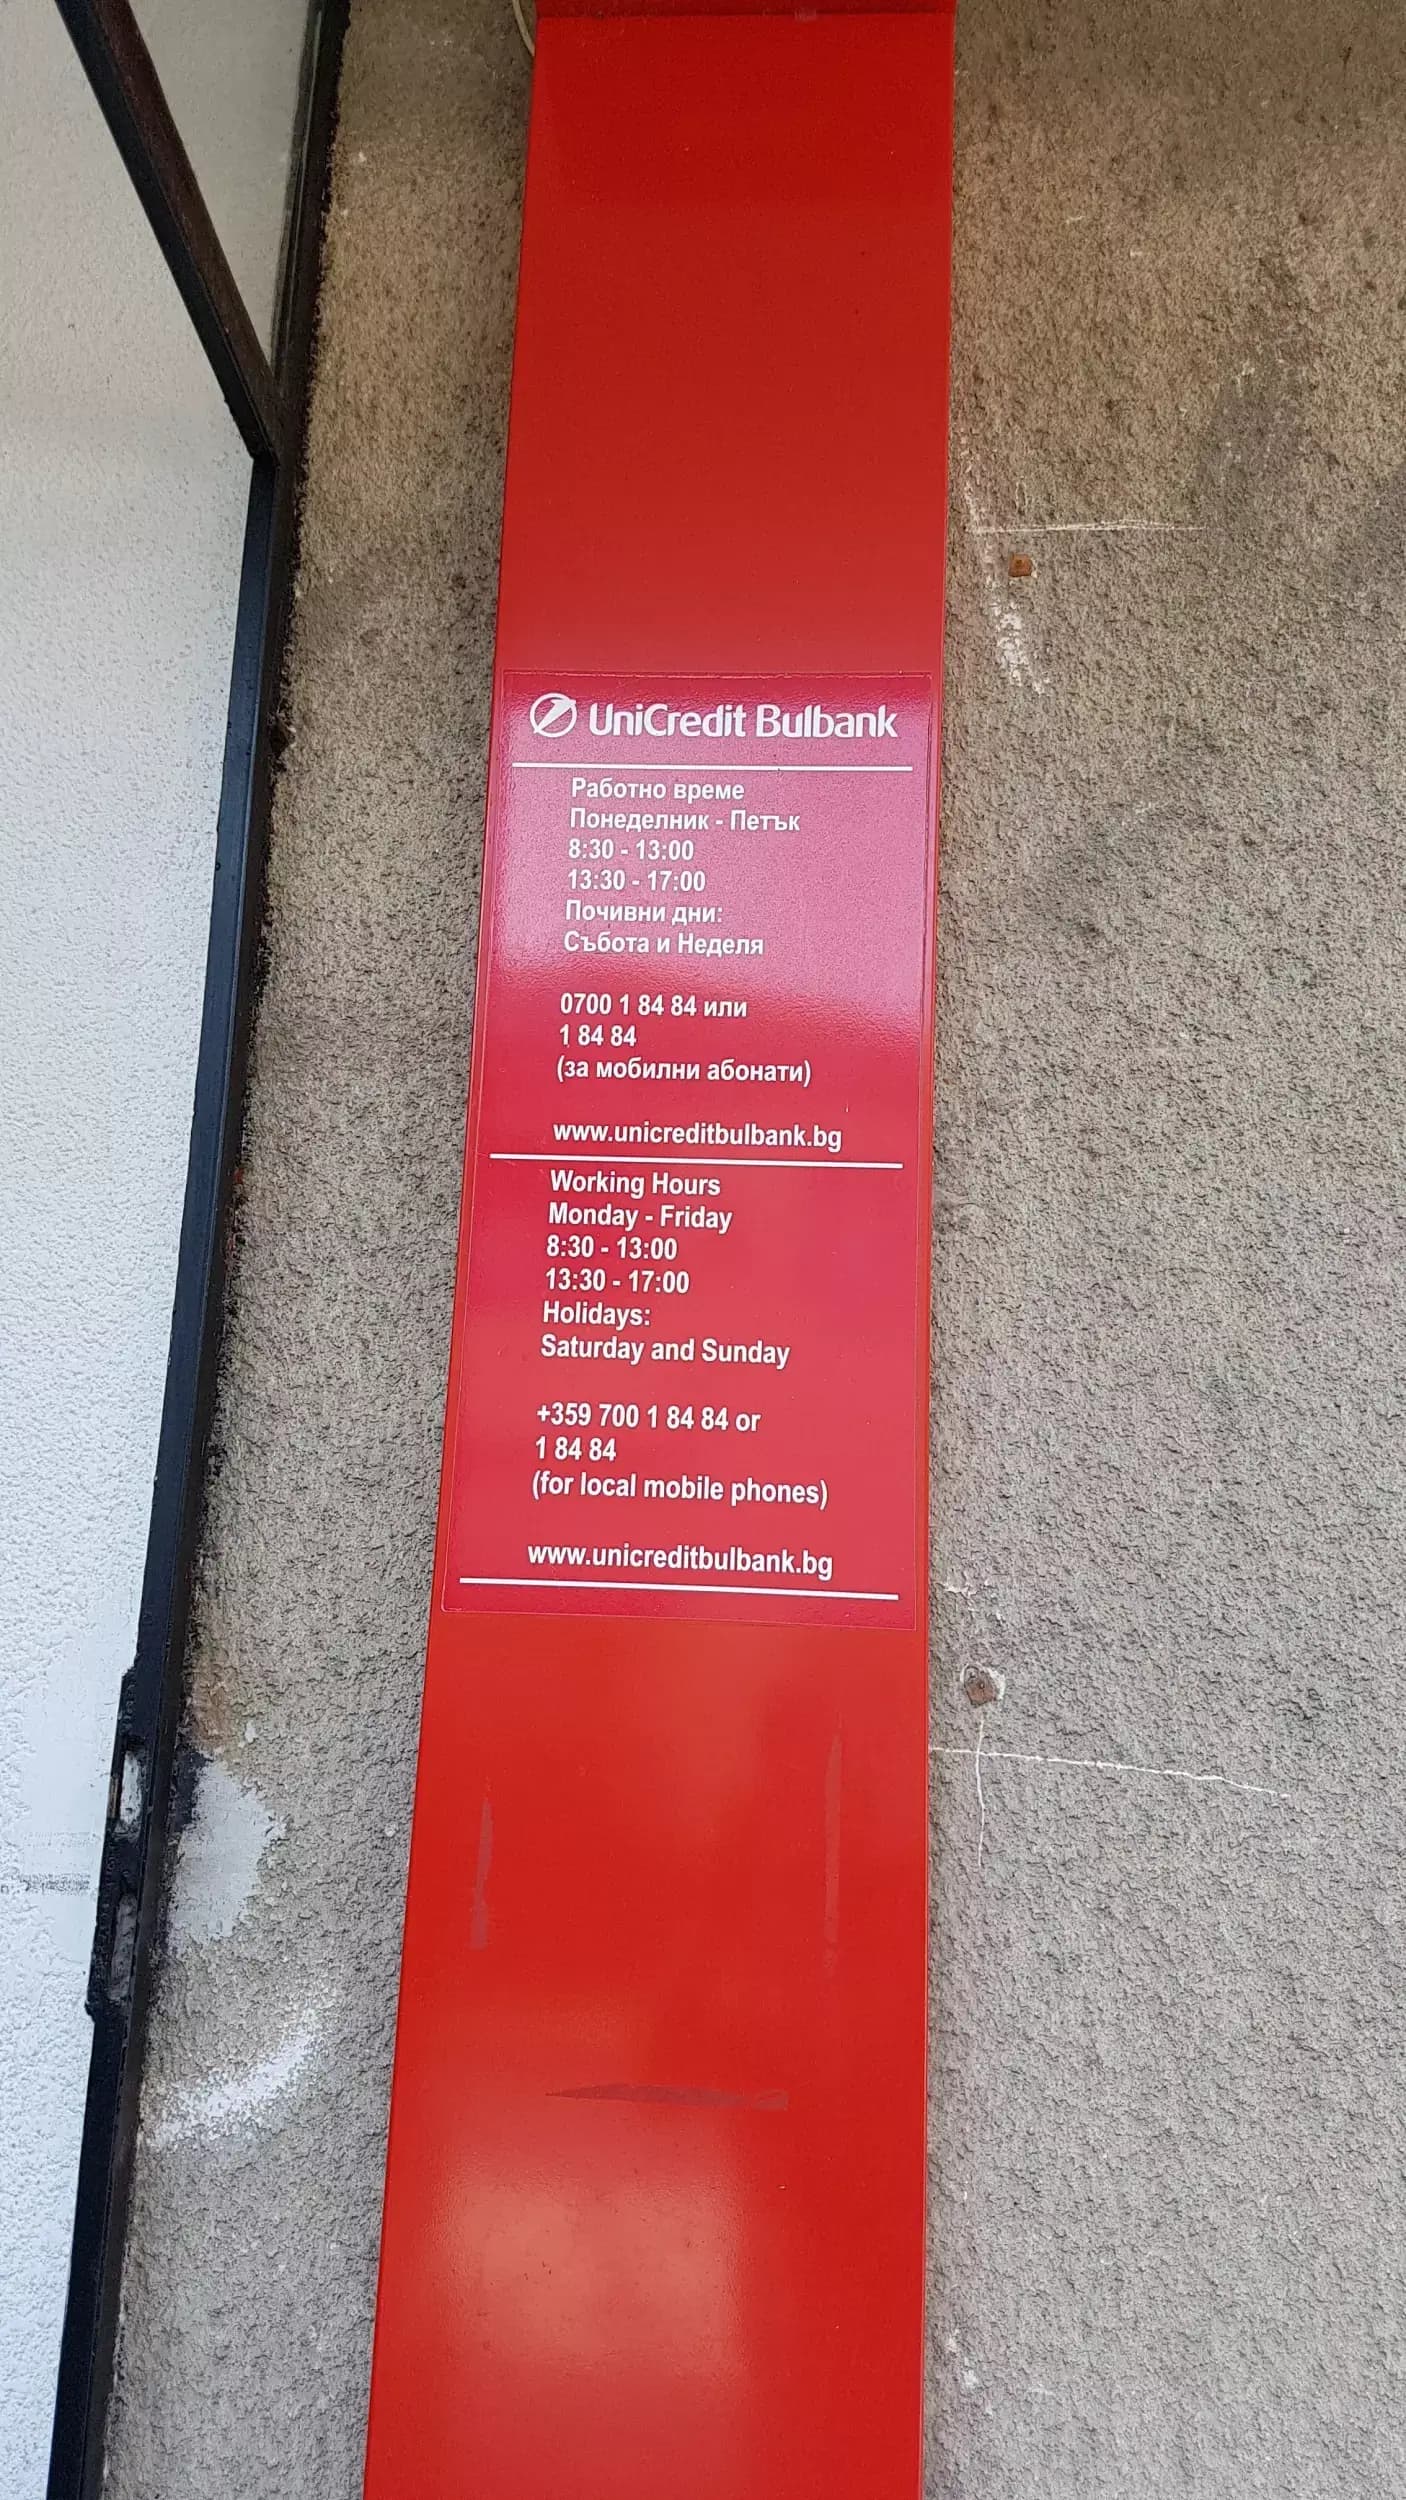 UniCredit Bulbank
Работно време
Понеделник - Петък
8:30 - 13:00
13:30 - 17:00
Почивни дни:
Събота и Неделя
0700 1 84 84 или
1 84 84
(за мобилни абонати)
www.unicreditbulbank.bg
Working Hours
Monday - Friday
8:30 - 13:00
13:30 - 17:00
Holidays:
Saturday and Sunday
+359 700 1 84 84 or
1 84 84
(for local mobile phones)
www.unicreditbulbank.bg